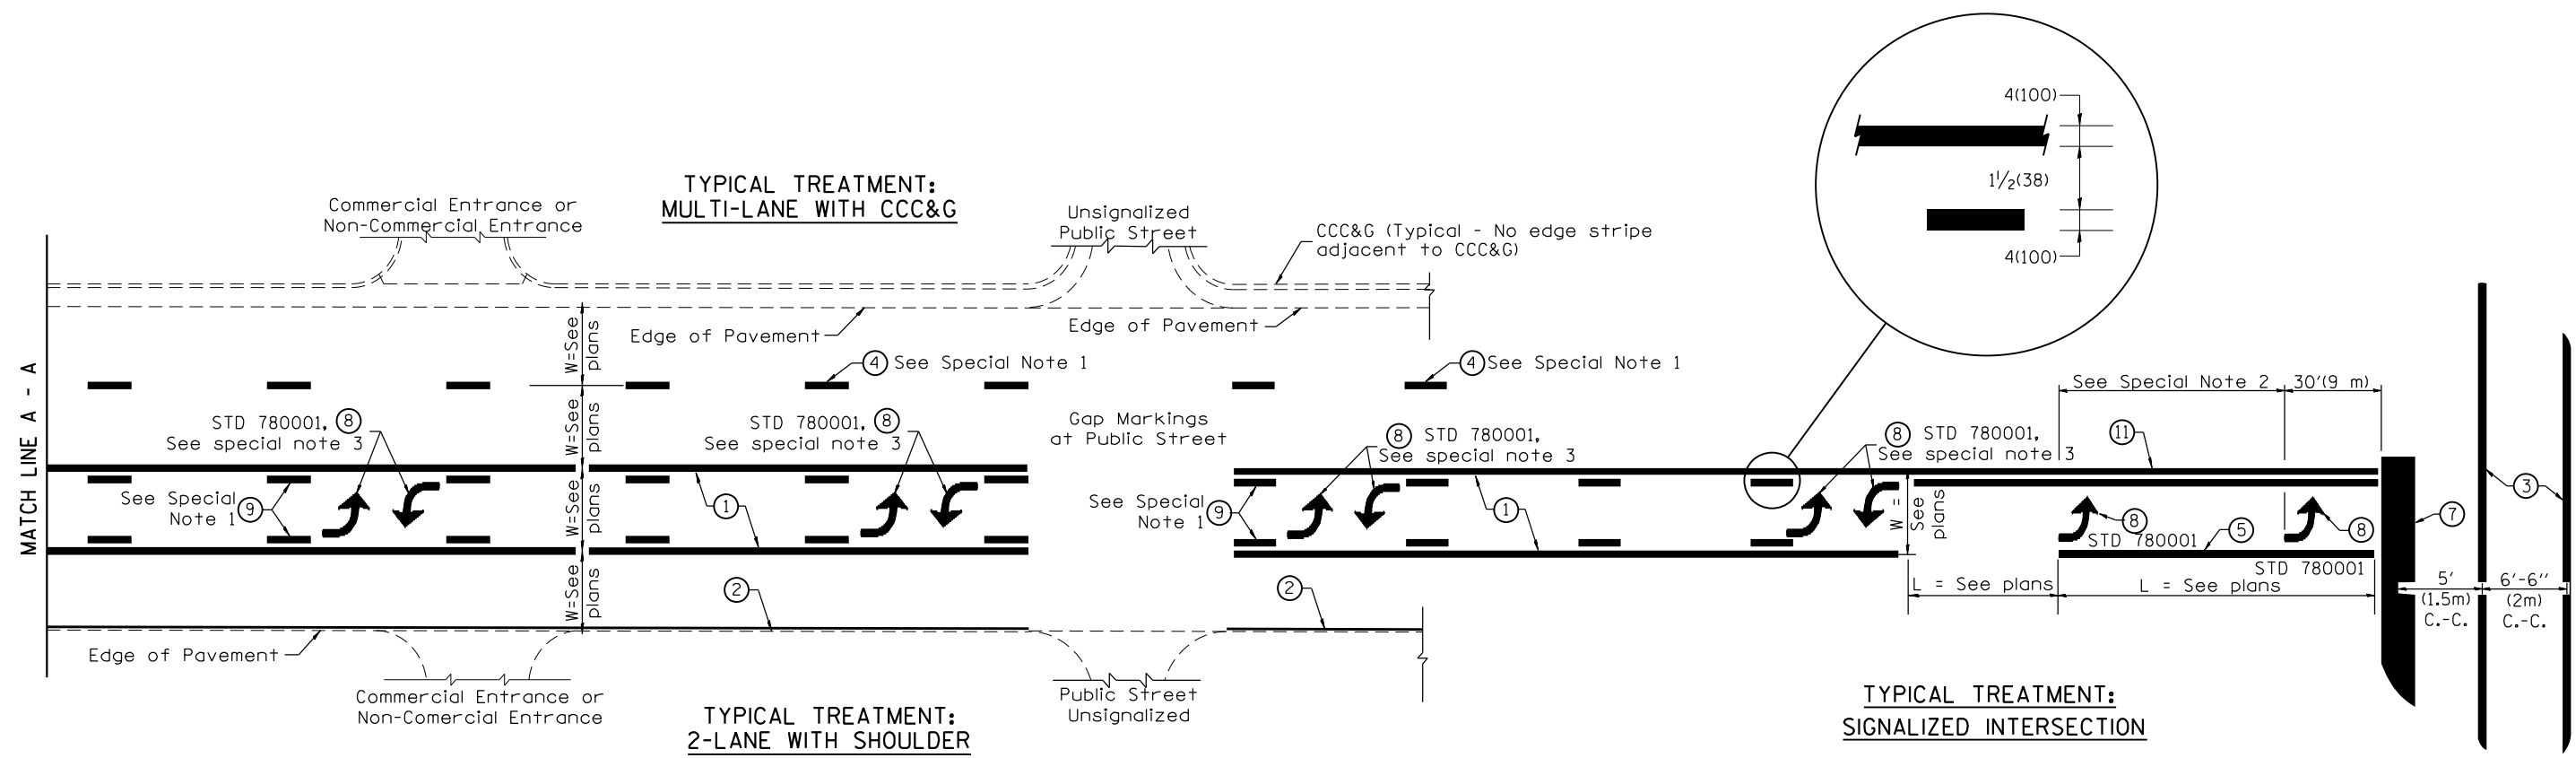 TYPICAL TREATMENT:
MULTI-LANE WITH CCC&G
Commercial Entrance or
Non-Commercial Entrance
Unsignalized
Public Street
CCC&G (Typical - No edge stripe
adjacent to CCC&G)
4(100)
1½(38)
4(100)
Edge of Pavement
Edge of Pavement
W=See
plans
4 See Special Note 1
4 See Special Note 1
MATCH LINE A - A
STD 780001, 8
See special note 3
W=See
plans
STD 780001, 8
See special note 3
Gap Markings
at Public Street
8 STD 780001,
See special note 3
8 STD 780001,
See special note 3
See Special Note 2
30'(9 m)
11
See Special
Note 1
9
W=See
plans
1
See Special
Note 1
9
1
W =
See
plans
8
STD 780001
5
8
STD 780001
7
3
W=See
plans
2
2
L = See plans
L = See plans
5'
(1.5m)
C.-C.
6'-6"
(2m)
C.-C.
Edge of Pavement
Commercial Entrance or
Non-Comercial Entrance
Public Street
Unsignalized
TYPICAL TREATMENT:
2-LANE WITH SHOULDER
TYPICAL TREATMENT:
SIGNALIZED INTERSECTION